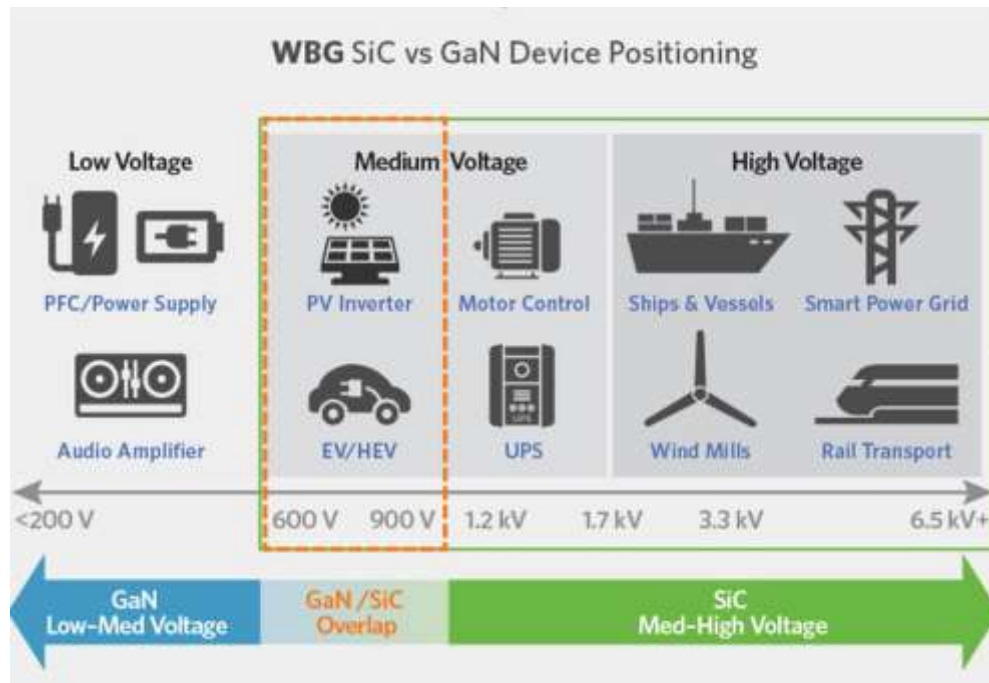 WBG SiC vs GaN Device Positioning
Low Voltage
Medium Voltage
High Voltage
PFC/Power Supply
PV Inverter
Motor Control
Ships & Vessels
Smart Power Grid
Audio Amplifier
EV/HEV
UPS
Wind Mills
Rail Transport
<200 V
600 V
900 V
1.2 kV
1.7 kV
3.3 kV
6.5 kV+
GaN
Low-Med Voltage
GaN /SiC
Overlap
SiC
Med-High Voltage